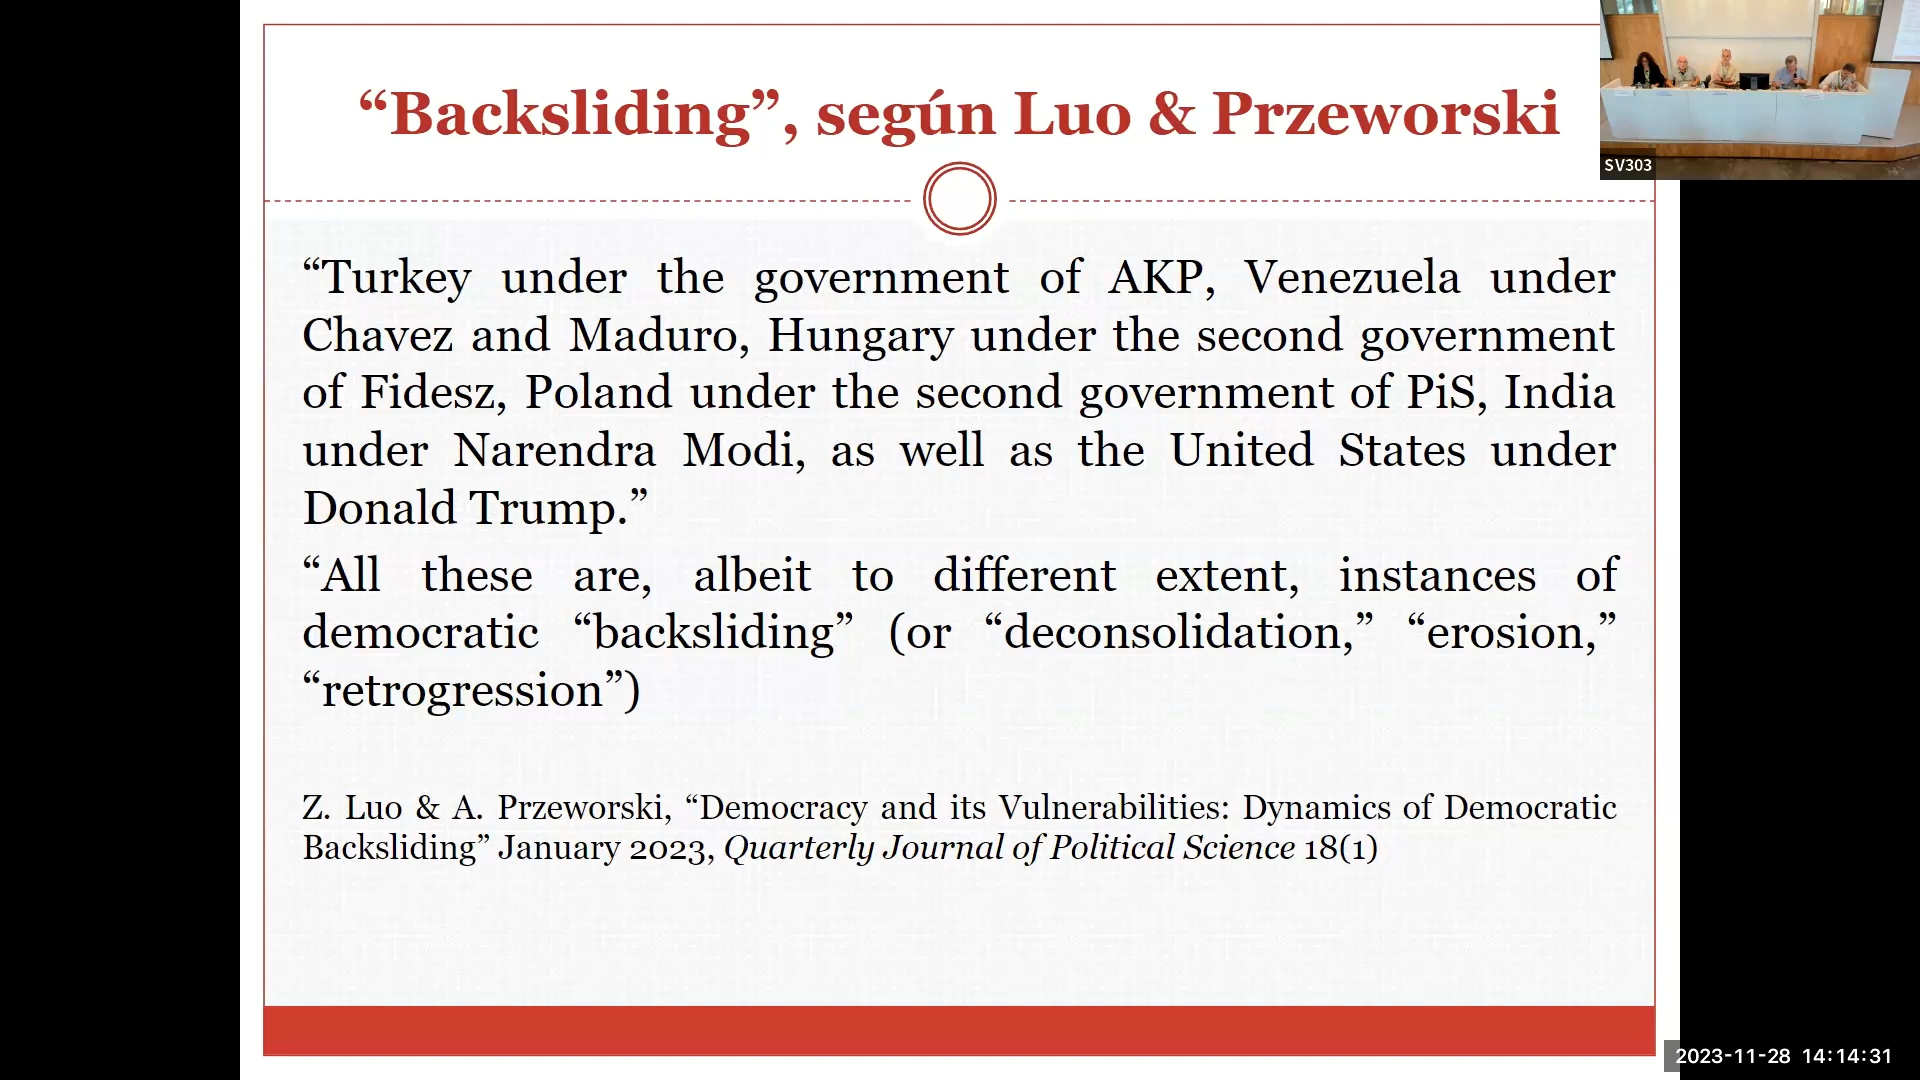 “Backsliding”, según Luo & Przeworski
SV303
“Turkey under the government of AKP, Venezuela under
Chavez and Maduro, Hungary under the second government
of Fidesz, Poland under the second government of PiS, India
under Narendra Modi, as well as the United States under
Donald Trump.”
“All these are, albeit to different extent, instances of
democratic “backsliding” (or “deconsolidation,” “erosion,”
“retrogression”)
Z. Luo & A. Przeworski, “Democracy and its Vulnerabilities: Dynamics of Democratic
Backsliding” January 2023, Quarterly Journal of Political Science 18(1)
2023-11-28 14:14:31